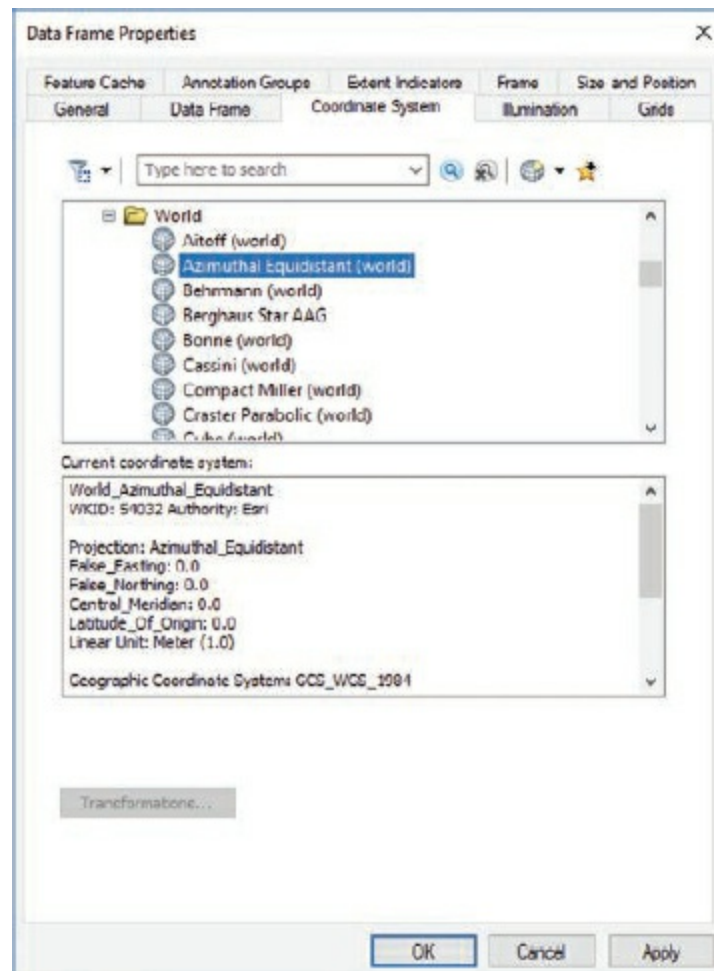 Data Frame Properties
Feature Cache Annotation Groups Extent Indicators Frame Size and Position
General Data Frame Coordinate System Illumination Grids
Type here to search
World
Aitoff (world)
Azimuthal Equidistant (world)
Behrmann (world)
Berghaus Star AAG
Bonne (world)
Cassini (world)
Compact Miller (world)
Craster Parabolic (world)
Cube (world)
Current coordinate system:
World_Azimuthal_Equidistant
WKID: 54032 Authority: Esri
Projection: Azimuthal_Equidistant
False_Easting: 0.0
False_Northing: 0.0
Central_Meridian: 0.0
Latitude_Of_Origin: 0.0
Linear Unit: Meter (1.0)
Geographic Coordinate System: GCS_WGS_1984
Transformations...
OK Cancel Apply